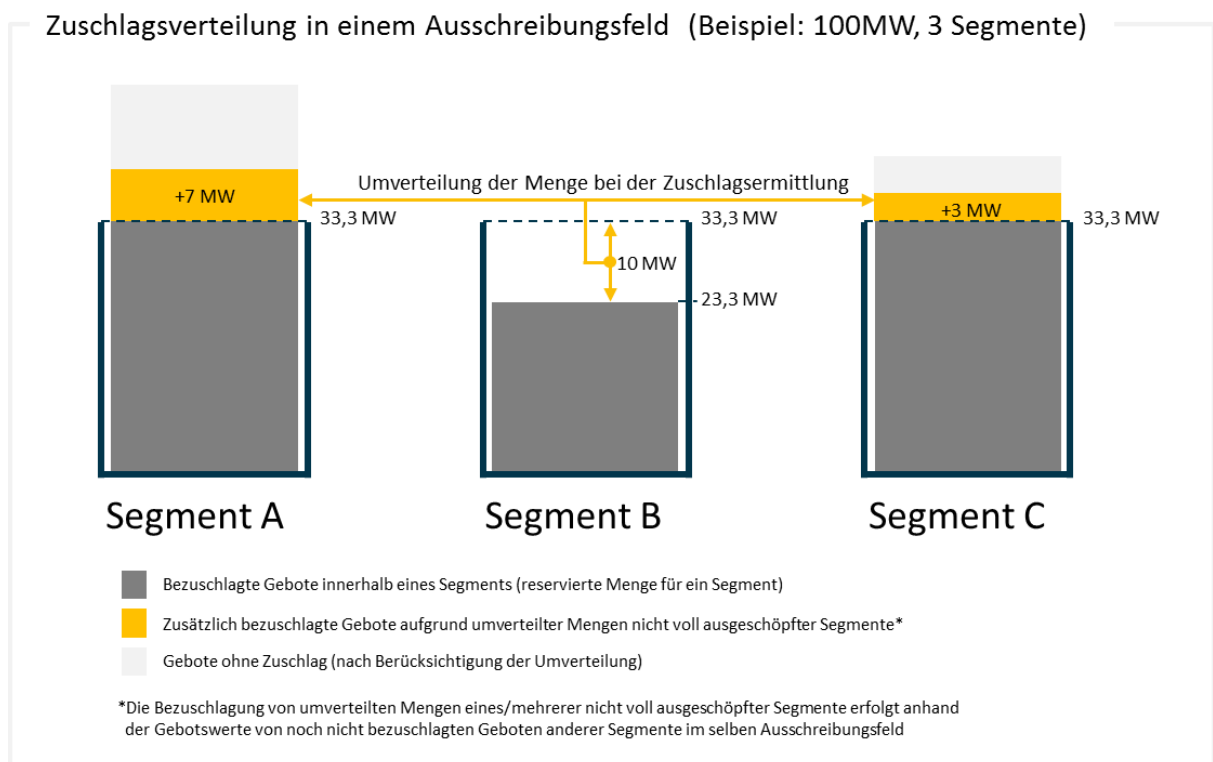 Zuschlagsverteilung in einem Ausschreibungsfeld (Beispiel: 100MW, 3 Segmente)
Umverteilung der Menge bei der Zuschlagsermittlung
+7 MW
+3 MW
33,3 MW
33,3 MW
33,3 MW
10 MW
23,3 MW
Segment A
Segment B
Segment C
Bezuschlagte Gebote innerhalb eines Segments (reservierte Menge für ein Segment)
Zusätzlich bezuschlagte Gebote aufgrund umverteilter Mengen nicht voll ausgeschöpfter Segmente*
Gebote ohne Zuschlag (nach Berücksichtigung der Umverteilung)
*Die Bezuschlagung von umverteilten Mengen eines/mehrerer nicht voll ausgeschöpfter Segmente erfolgt anhand
der Gebotswerte von noch nicht bezuschlagten Geboten anderer Segmente im selben Ausschreibungsfeld